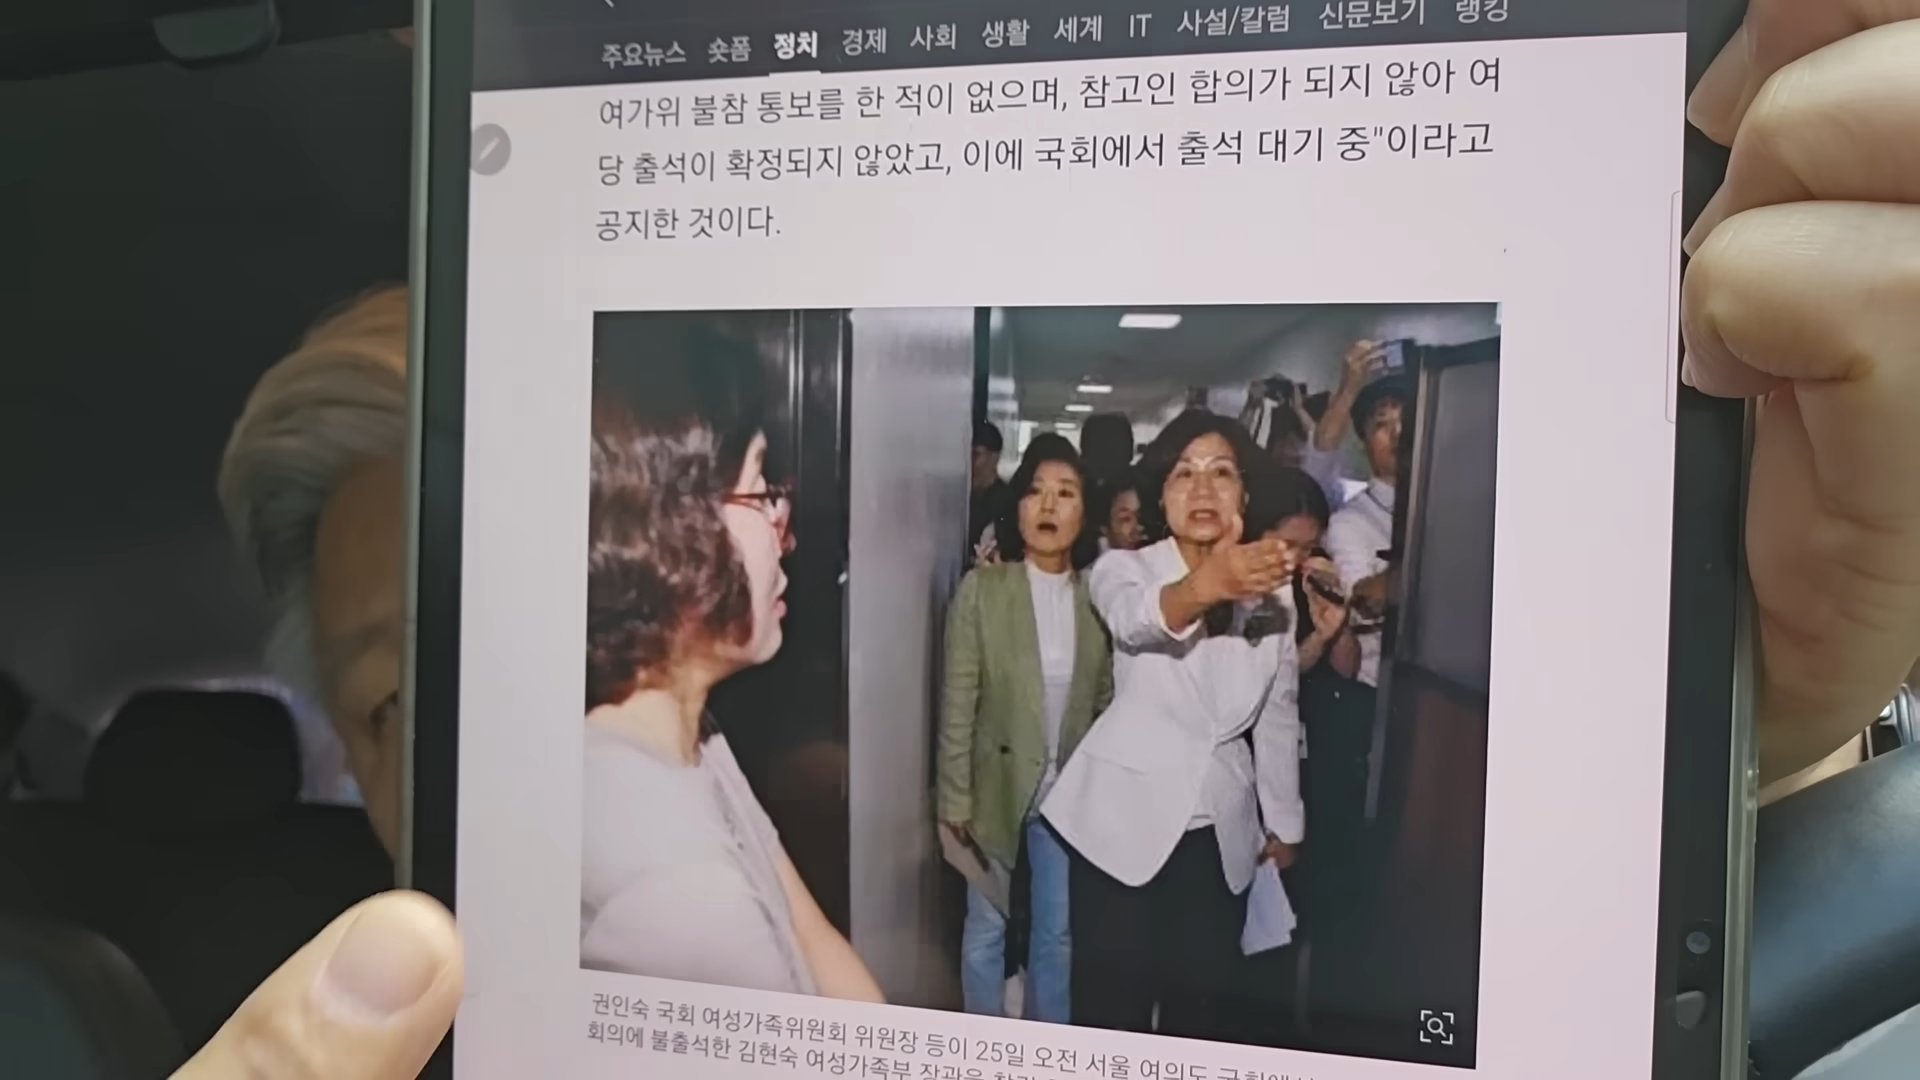 주요뉴스 숏폼 정치 경제 사회 생활 세계 IT 사설/칼럼 신문보기 랭킹
여가위 불참 통보를 한 적이 없으며, 참고인 합의가 되지 않아 여
당 출석이 확정되지 않았고, 이에 국회에서 출석 대기 중"이라고
공지한 것이다.
권인숙 국회 여성가족위원회 위원장 등이 25일 오전 서울 여의도
회의에 불출석한 김현숙 여성가족부 장관을